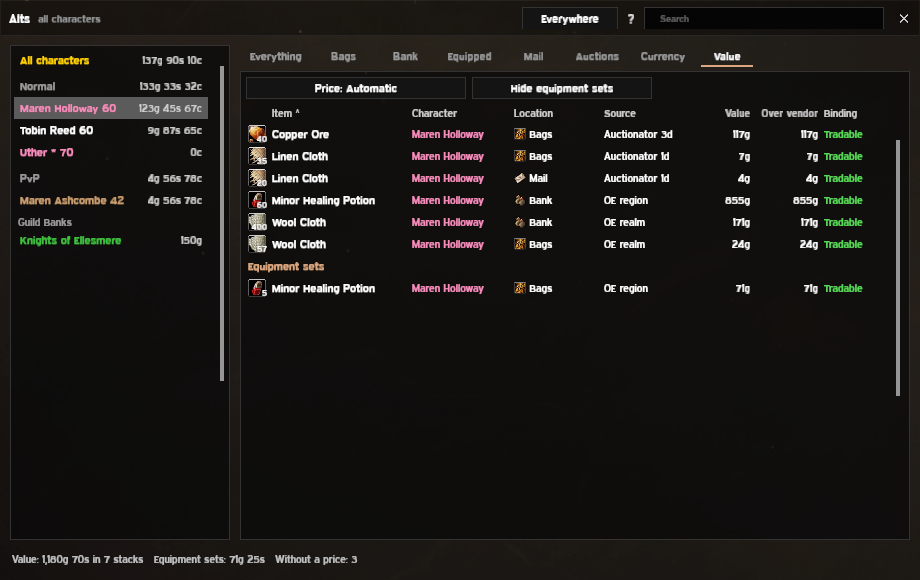 Alts all characters Everywhere ? Search ×
All characters 137g 90s 10c
Normal 133g 33s 32c
Maren Holloway 60 123g 45s 67c
Tobin Reed 60 9g 87s 65c
Uther * 70 0c
PvP 4g 56s 78c
Maren Ashcombe 42 4g 56s 78c
Guild Banks
Knights of Ellesmere 150g
Everything Bags Bank Equipped Mail Auctions Currency Value
Price: Automatic Hide equipment sets
Item ^ Character Location Source Value Over vendor Binding
40 Copper Ore Maren Holloway Bags Auctionator 3d 117g 117g Tradable
35 Linen Cloth Maren Holloway Bags Auctionator 1d 7g 7g Tradable
20 Linen Cloth Maren Holloway Mail Auctionator 1d 4g 4g Tradable
60 Minor Healing Potion Maren Holloway Bank OE region 855g 855g Tradable
400 Wool Cloth Maren Holloway Bank OE realm 171g 171g Tradable
57 Wool Cloth Maren Holloway Bags OE realm 24g 24g Tradable
Equipment sets
5 Minor Healing Potion Maren Holloway Bags OE region 71g 71g Tradable
Value: 1,180g 70s in 7 stacks Equipment sets: 71g 25s Without a price: 3